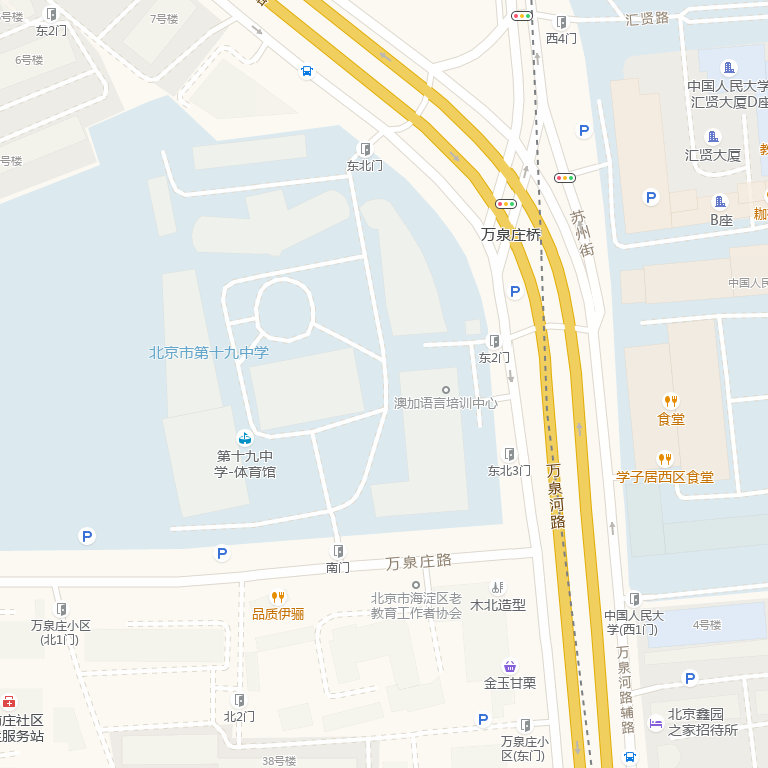 7号楼
东2门
6号楼
号楼
西4门
汇贤路
中国人民大学
汇贤大厦D座
汇贤大厦
B座
东北门
苏州街
万泉庄桥
中国人民
北京市第十九中学
东2门
澳加语言培训中心
食堂
第十九中
学-体育馆
东北3门
学子居西区食堂
万泉河路
南门
万泉庄路
北京市海淀区老
教育工作者协会
木北造型
品质伊骊
万泉庄小区
(北1门)
中国人民大
学(西1门)
4号楼
万泉河路辅路
金玉甘栗
北2门
庄社区
服务站
北京鑫园
之家招待所
万泉庄小
区(东门)
38号楼